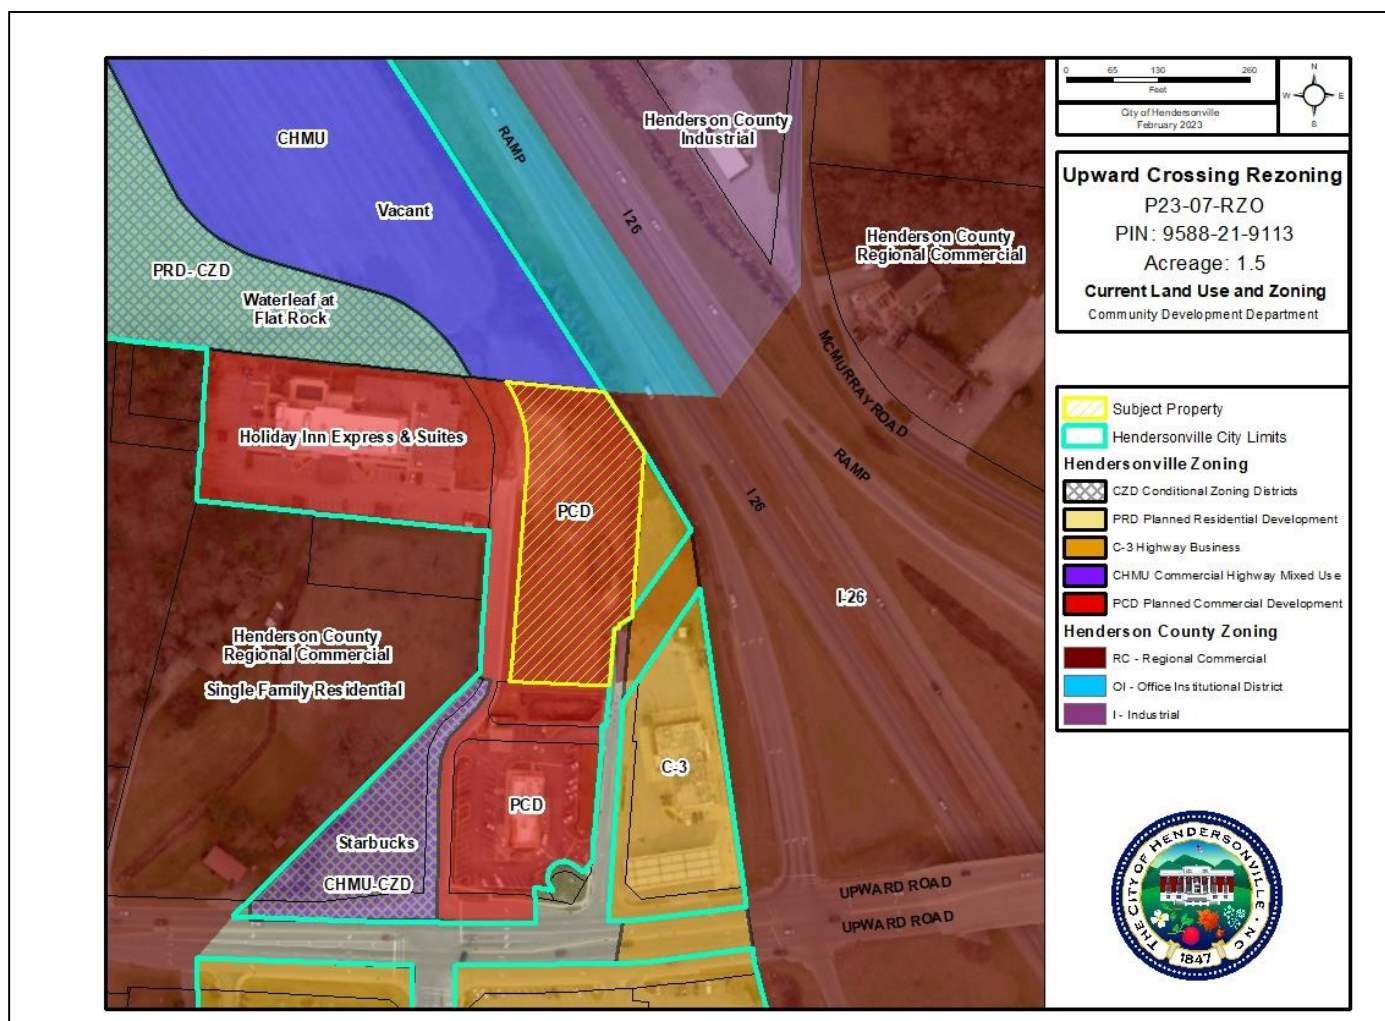 CHMU
Vacant
RAMP
I 26
Henderson County
Industrial
Henderson County
Regional Commercial
PRD- CZD
Waterleaf at
Flat Rock
MCMURRAY ROAD
RAMP
I 26
Holiday Inn Express & Suites
PCD
I-26
Henderson County
Regional Commercial
Single Family Residential
C-3
PCD
Starbucks
CHMU-CZD
UPWARD ROAD
UPWARD ROAD
0 65 130 260
Feet
City of Hendersonville
February 2023
N
W E
S
Upward Crossing Rezoning
P23-07-RZO
PIN: 9588-21-9113
Acreage: 1.5
Current Land Use and Zoning
Community Development Department
Subject Property
Hendersonville City Limits
Hendersonville Zoning
CZD Conditional Zoning Districts
PRD Planned Residential Development
C-3 Highway Business
CHMU Commercial Highway Mixed Use
PCD Planned Commercial Development
Henderson County Zoning
RC - Regional Commercial
OI - Office Institutional District
I - Industrial
THE CITY OF HENDERSONVILLE · NC
1847